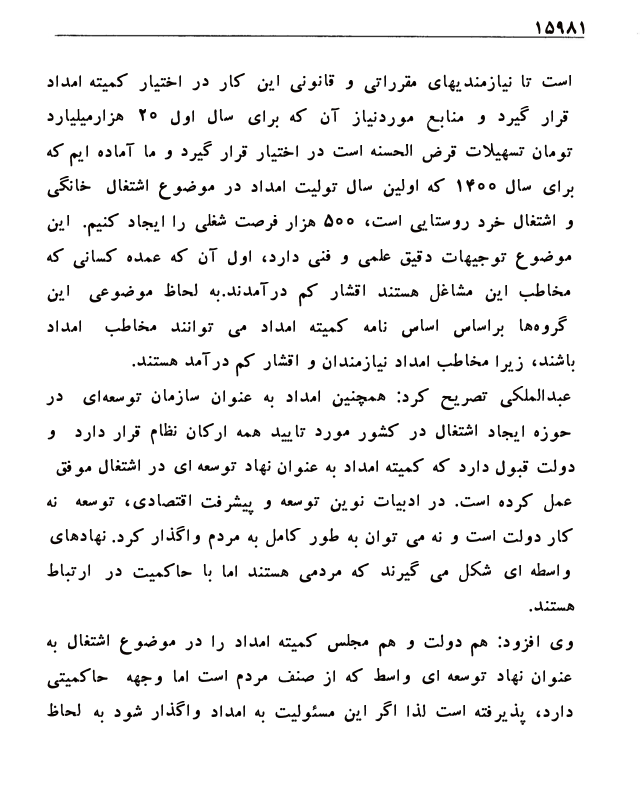 ۱۵۹۸۱
است تا نیازمندیهای مقرراتی و قانونی این کار در اختیار کمیته امداد
قرار گیرد و منابع موردنیاز آن که برای سال اول ۲۰ هزارمیلیارد
تومان تسهیلات قرض الحسنه است در اختیار قرار گیرد و ما آماده ایم که
برای سال ۱۴۰۰ که اولین سال تولیت امداد در موضوع اشتغال خانگی
و اشتغال خرد روستایی است، ۵۰۰ هزار فرصت شغلی را ایجاد کنیم. این
موضوع توجیهات دقیق علمی و فنی دارد، اول آن که عمده کسانی که
مخاطب این مشاغل هستند اقشار کم درآمدند.به لحاظ موضوعی این
گروه‌ها براساس اساس نامه کمیته امداد می توانند مخاطب امداد
باشند، زیرا مخاطب امداد نیازمندان و اقشار کم درآمد هستند.
عبدالملکی تصریح کرد: همچنین امداد به عنوان سازمان توسعه‌ای در
حوزه ایجاد اشتغال در کشور مورد تایید همه ارکان نظام قرار دارد و
دولت قبول دارد که کمیته امداد به عنوان نهاد توسعه ای در اشتغال موفق
عمل کرده است. در ادبیات نوین توسعه و پیشرفت اقتصادی، توسعه نه
کار دولت است و نه می توان به طور کامل به مردم واگذار کرد. نهادهای
واسطه ای شکل می گیرند که مردمی هستند اما با حاکمیت در ارتباط
هستند.
وی افزود: هم دولت و هم مجلس کمیته امداد را در موضوع اشتغال به
عنوان نهاد توسعه ای واسط که از صنف مردم است اما وجهه حاکمیتی
دارد، پذیرفته است لذا اگر این مسئولیت به امداد واگذار شود به لحاظ